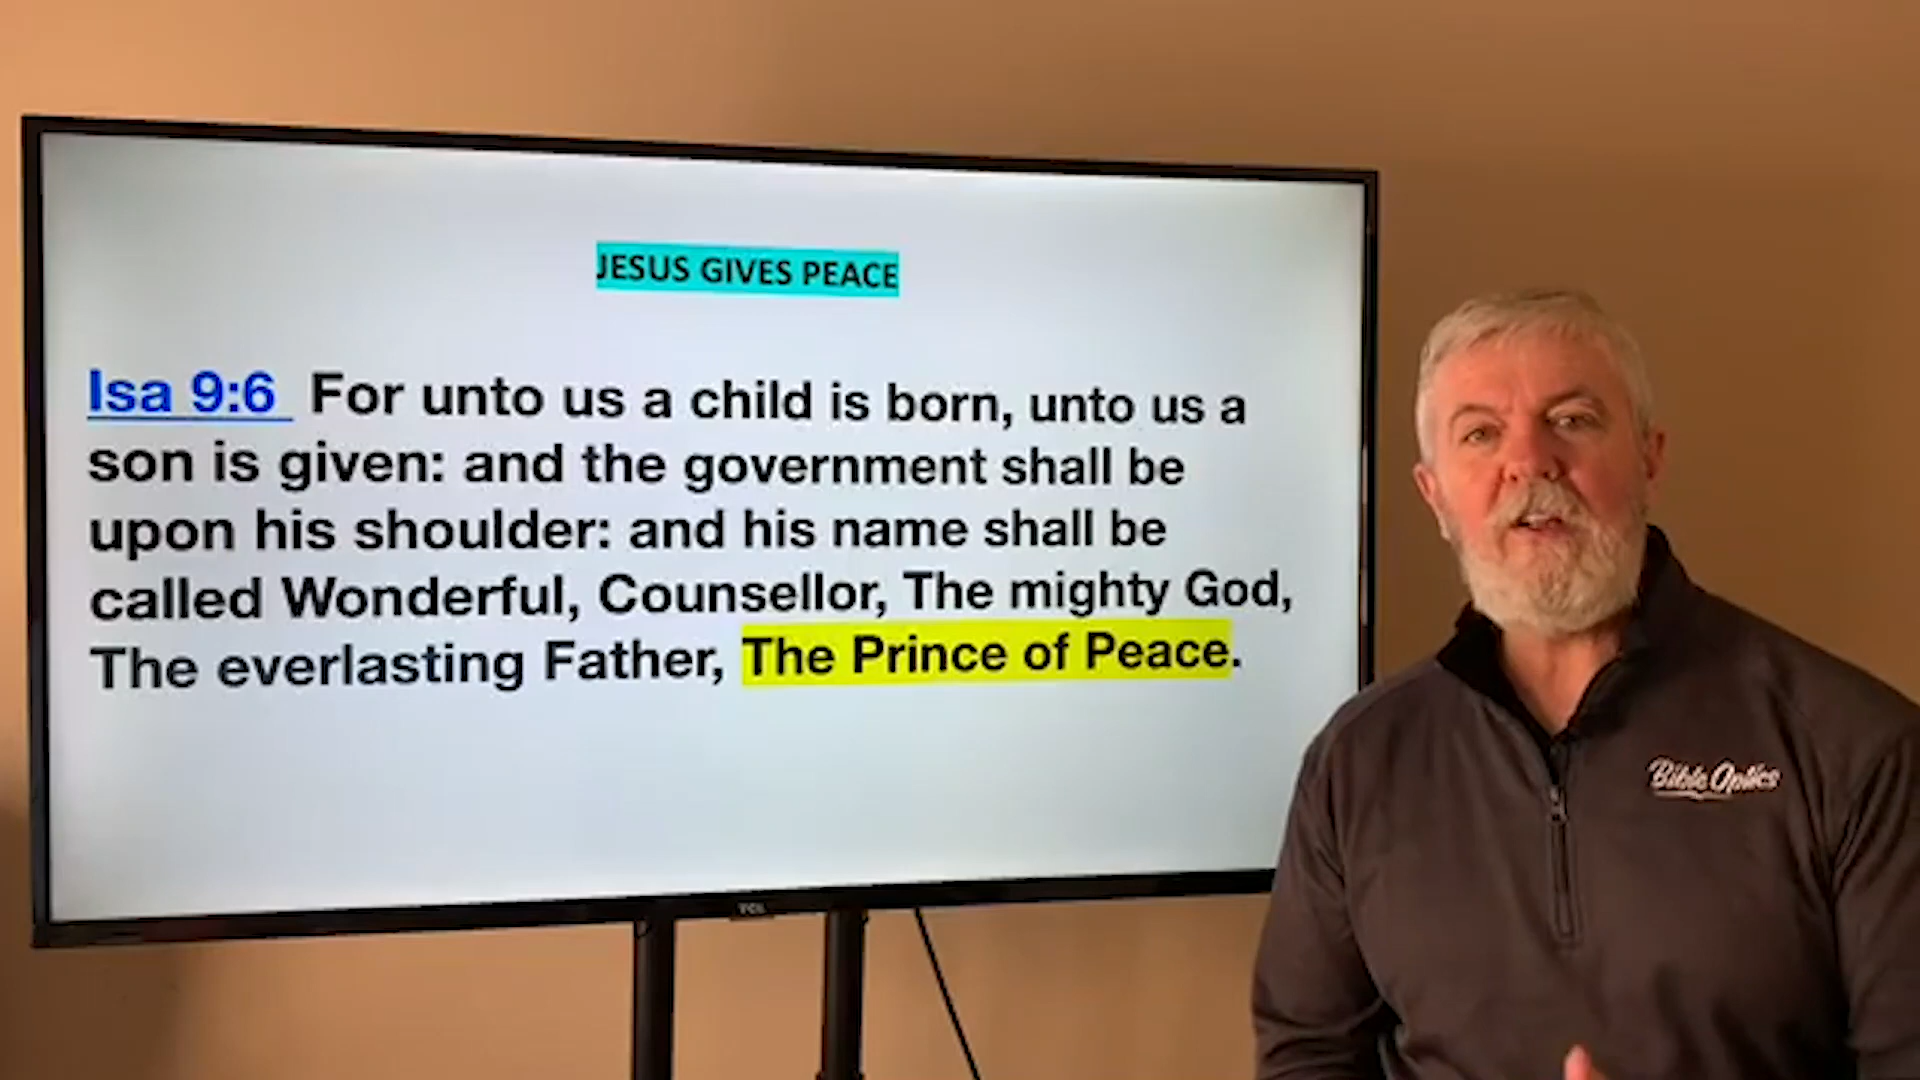 JESUS GIVES PEACE
Isa 9:6 For unto us a child is born, unto us a
son is given: and the government shall be
upon his shoulder: and his name shall be
called Wonderful, Counsellor, The mighty God,
The everlasting Father, The Prince of Peace.
Bible Optics
TCL